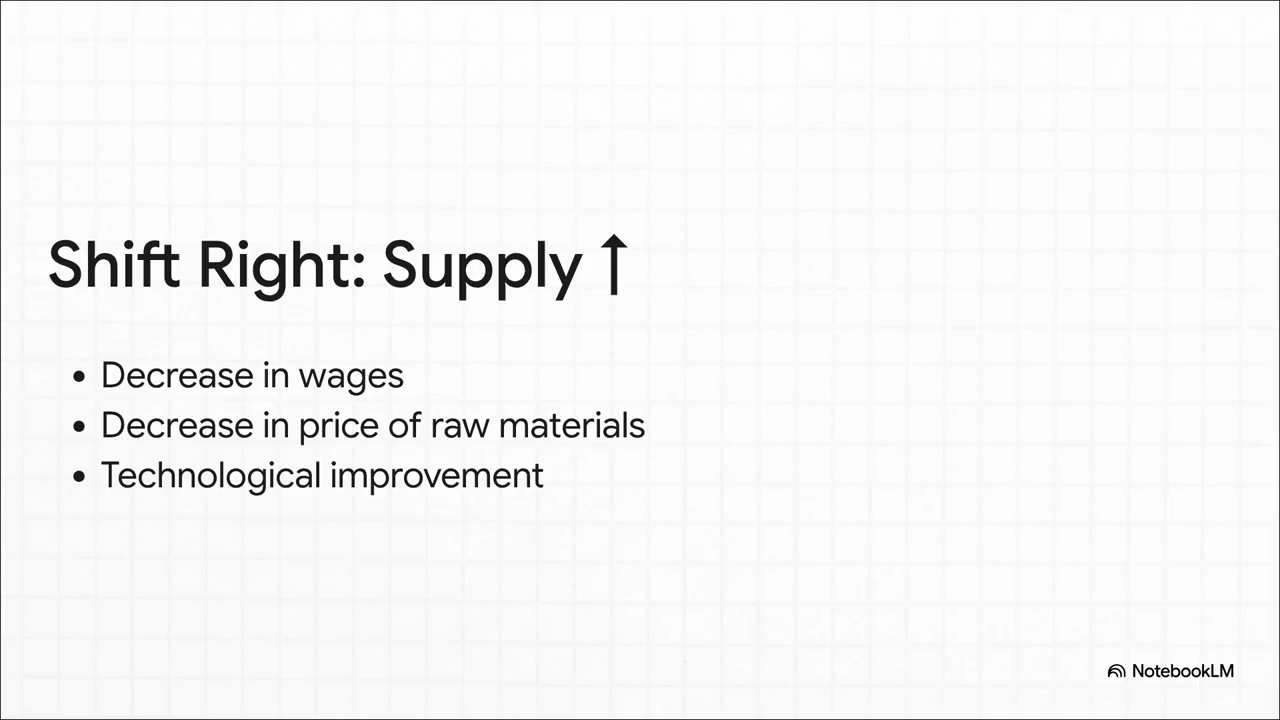 Shift Right: Supply ↑
• Decrease in wages
• Decrease in price of raw materials
• Technological improvement
NotebookLM